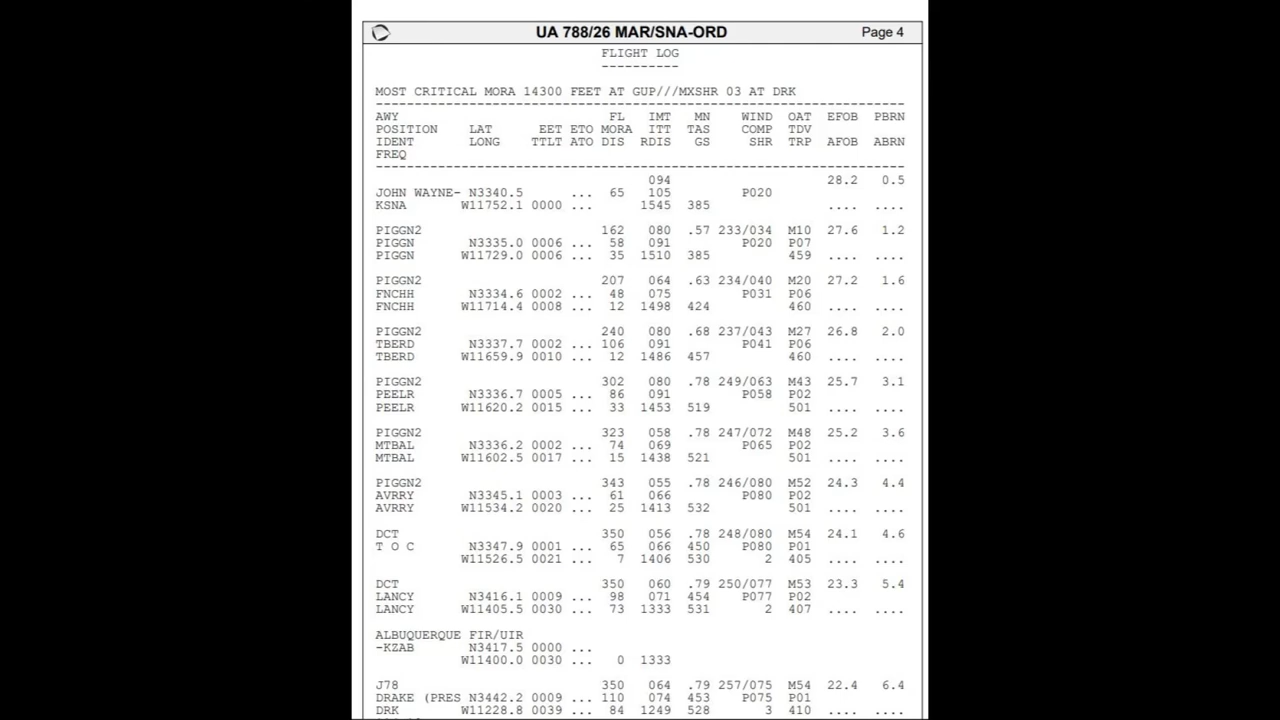 UA 788/26 MAR/SNA-ORD Page 4
FLIGHT LOG
----------
MOST CRITICAL MORA 14300 FEET AT GUP///MXSHR 03 AT DRK
--------------------------------------------------------------------
AWY FL IMT MN WIND OAT EFOB PBRN
POSITION LAT EET ETO MORA ITT TAS COMP TDV
IDENT LONG TTLT ATO DIS RDIS GS SHR TRP AFOB ABRN
FREQ
--------------------------------------------------------------------
094 28.2 0.5
JOHN WAYNE- N3340.5 ... 65 105 P020
KSNA W11752.1 0000 ... 1545 385 .... ....
PIGGN2 162 080 .57 233/034 M10 27.6 1.2
PIGGN N3335.0 0006 ... 58 091 P020 P07
PIGGN W11729.0 0006 ... 35 1510 385 459 .... ....
PIGGN2 207 064 .63 234/040 M20 27.2 1.6
FNCHH N3334.6 0002 ... 48 075 P031 P06
FNCHH W11714.4 0008 ... 12 1498 424 460 .... ....
PIGGN2 240 080 .68 237/043 M27 26.8 2.0
TBERD N3337.7 0002 ... 106 091 P041 P06
TBERD W11659.9 0010 ... 12 1486 457 460 .... ....
PIGGN2 302 080 .78 249/063 M43 25.7 3.1
PEELR N3336.7 0005 ... 86 091 P058 P02
PEELR W11620.2 0015 ... 33 1453 519 501 .... ....
PIGGN2 323 058 .78 247/072 M48 25.2 3.6
MTBAL N3336.2 0002 ... 74 069 P065 P02
MTBAL W11602.5 0017 ... 15 1438 521 501 .... ....
PIGGN2 343 055 .78 246/080 M52 24.3 4.4
AVRRY N3345.1 0003 ... 61 066 P080 P02
AVRRY W11534.2 0020 ... 25 1413 532 501 .... ....
DCT 350 056 .78 248/080 M54 24.1 4.6
T O C N3347.9 0001 ... 65 066 450 P080 P01
W11526.5 0021 ... 7 1406 530 2 405 .... ....
DCT 350 060 .79 250/077 M53 23.3 5.4
LANCY N3416.1 0009 ... 98 071 454 P077 P02
LANCY W11405.5 0030 ... 73 1333 531 2 407 .... ....
ALBUQUERQUE FIR/UIR
-KZAB N3417.5 0000 ...
W11400.0 0030 ... 0 1333
J78 350 064 .79 257/075 M54 22.4 6.4
DRAKE (PRES N3442.2 0009 ... 110 074 453 P075 P01
DRK W11228.8 0039 ... 84 1249 528 3 410 .... ....